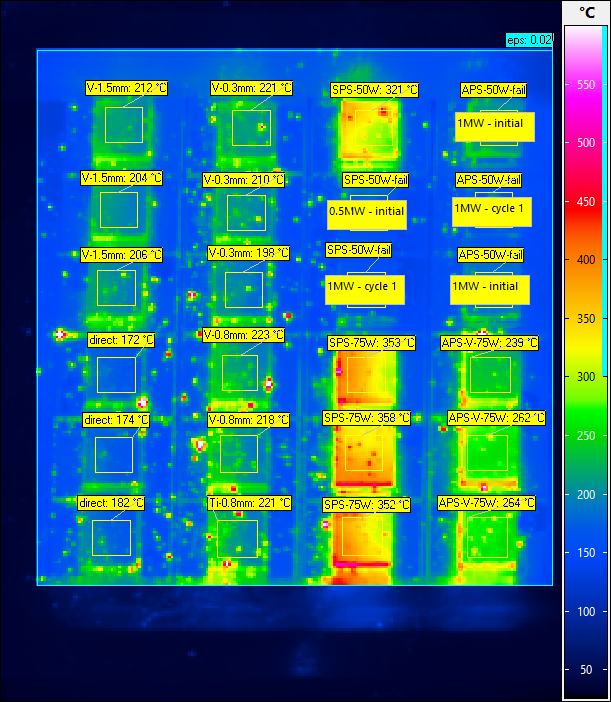 °C
eps: 0.02
V-1.5mm: 212 °C
V-0.3mm: 221 °C
SPS-50W: 321 °C
APS-50W-fail
1MW - initial
V-1.5mm: 204 °C
V-0.3mm: 210 °C
SPS-50W-fail
APS-50W-fail
0.5MW - initial
1MW - cycle 1
V-1.5mm: 206 °C
V-0.3mm: 198 °C
SPS-50W-fail
APS-50W-fail
1MW - cycle 1
1MW - initial
direct: 172 °C
V-0.8mm: 223 °C
SPS-75W: 353 °C
APS-V-75W: 239 °C
direct: 174 °C
V-0.8mm: 218 °C
SPS-75W: 358 °C
APS-V-75W: 262 °C
direct: 182 °C
Ti-0.8mm: 221 °C
SPS-75W: 352 °C
APS-V-75W: 264 °C
550
500
450
400
350
300
250
200
150
100
50